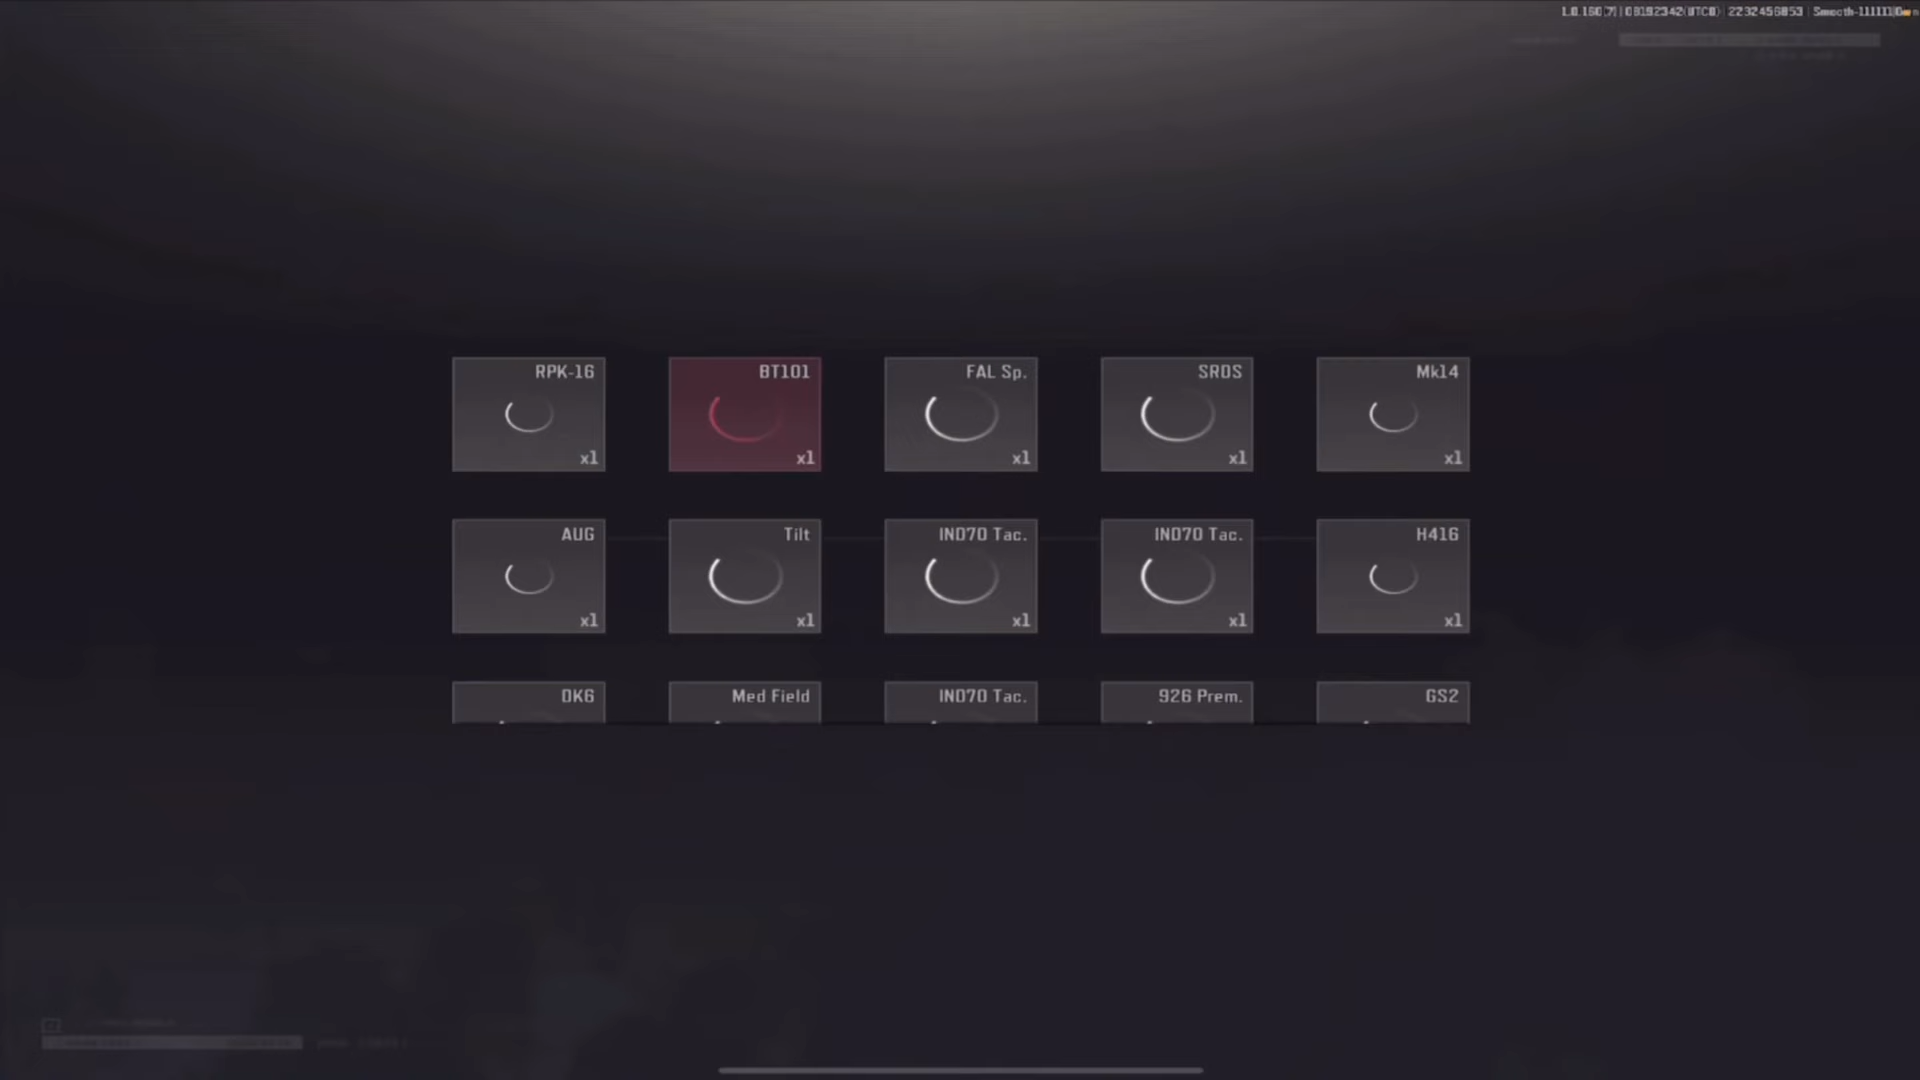 RPK-16 BT101 FAL Sp. SRDS Mk14
x1 x1 x1 x1 x1
AUG Tilt IND70 Tac. IND70 Tac. H416
x1 x1 x1 x1 x1
DK6 Med Field IND70 Tac. 926 Prem. GS2